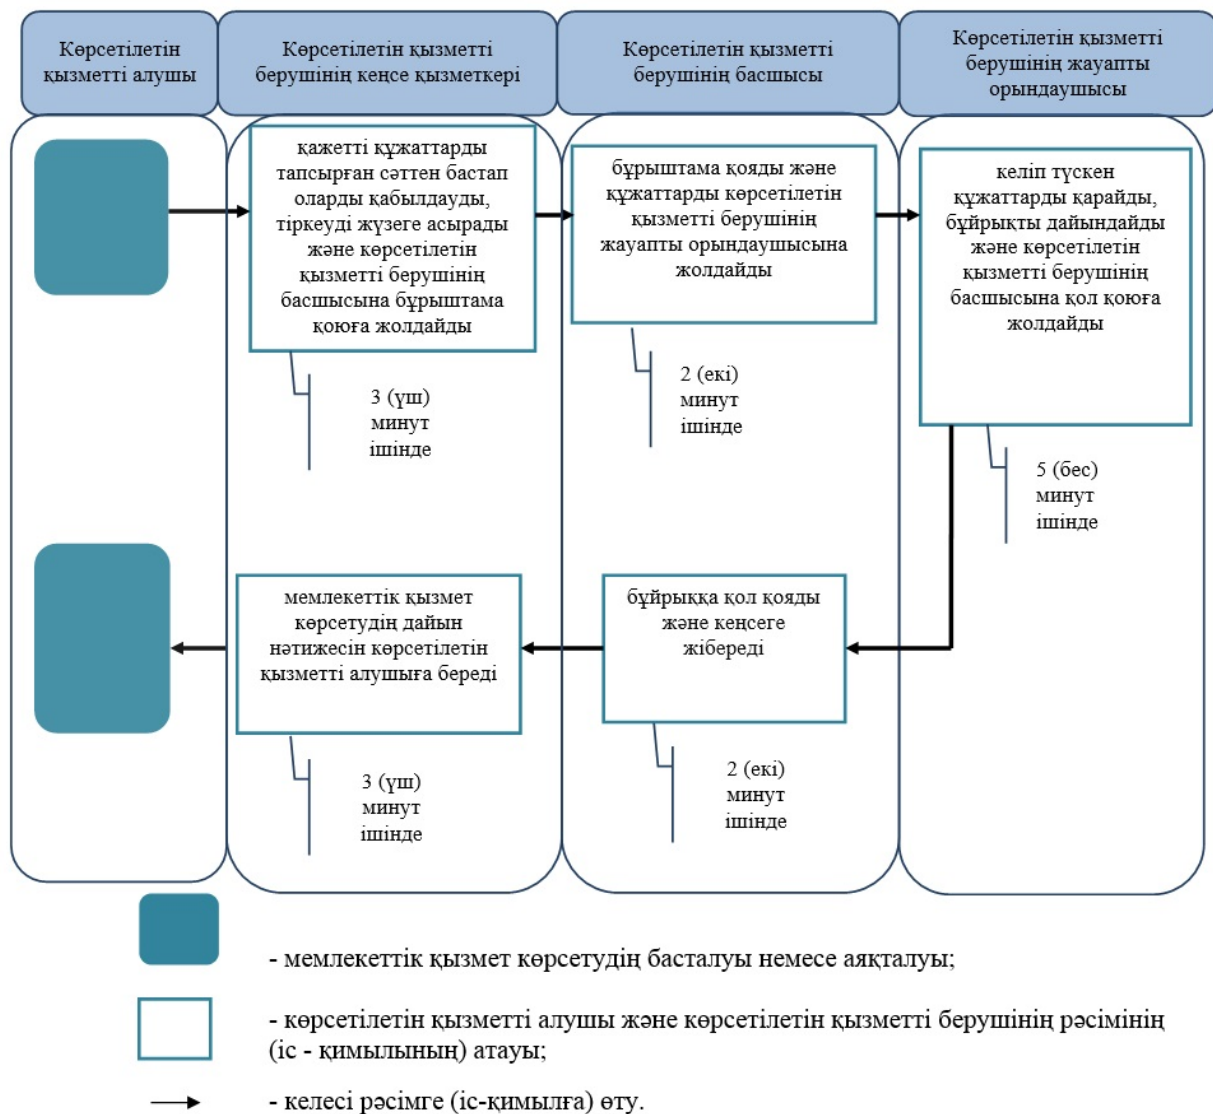 Көрсетілетін
қызметті алушы
Көрсетілетін қызметті
берушінің кеңсе қызметкері
Көрсетілетін қызметті
берушінің басшысы
Көрсетілетін қызметті
берушінің жауапты
орындаушысы
қажетті құжаттарды
тапсырған сәттен бастап
оларды қабылдауды,
тіркеуді жүзеге асырады
және көрсетілетін
қызметті берушінің
басшысына бұрыштама
қоюға жолдайды
бұрыштама қояды және
құжаттарды көрсетілетін
қызметті берушінің
жауапты орындаушысына
жолдайды
келіп түскен
құжаттарды қарайды,
бұйрықты дайындайды
және көрсетілетін
қызметті берушінің
басшысына қол қоюға
жолдайды
3 (үш)
минут
ішінде
2 (екі)
минут
ішінде
5 (бес)
минут
ішінде
мемлекеттік қызмет
көрсетудің дайын
нәтижесін көрсетілетін
қызметті алушыға береді
бұйрыққа қол қояды
және кеңсеге
жібереді
3 (үш)
минут
ішінде
2 (екі)
минут
ішінде
- мемлекеттік қызмет көрсетудің басталуы немесе аяқталуы;
- көрсетілетін қызметті алушы және көрсетілетін қызметті берушінің рәсімінің
(іс - қимылының) атауы;
- келесі рәсімге (іс-қимылға) өту.